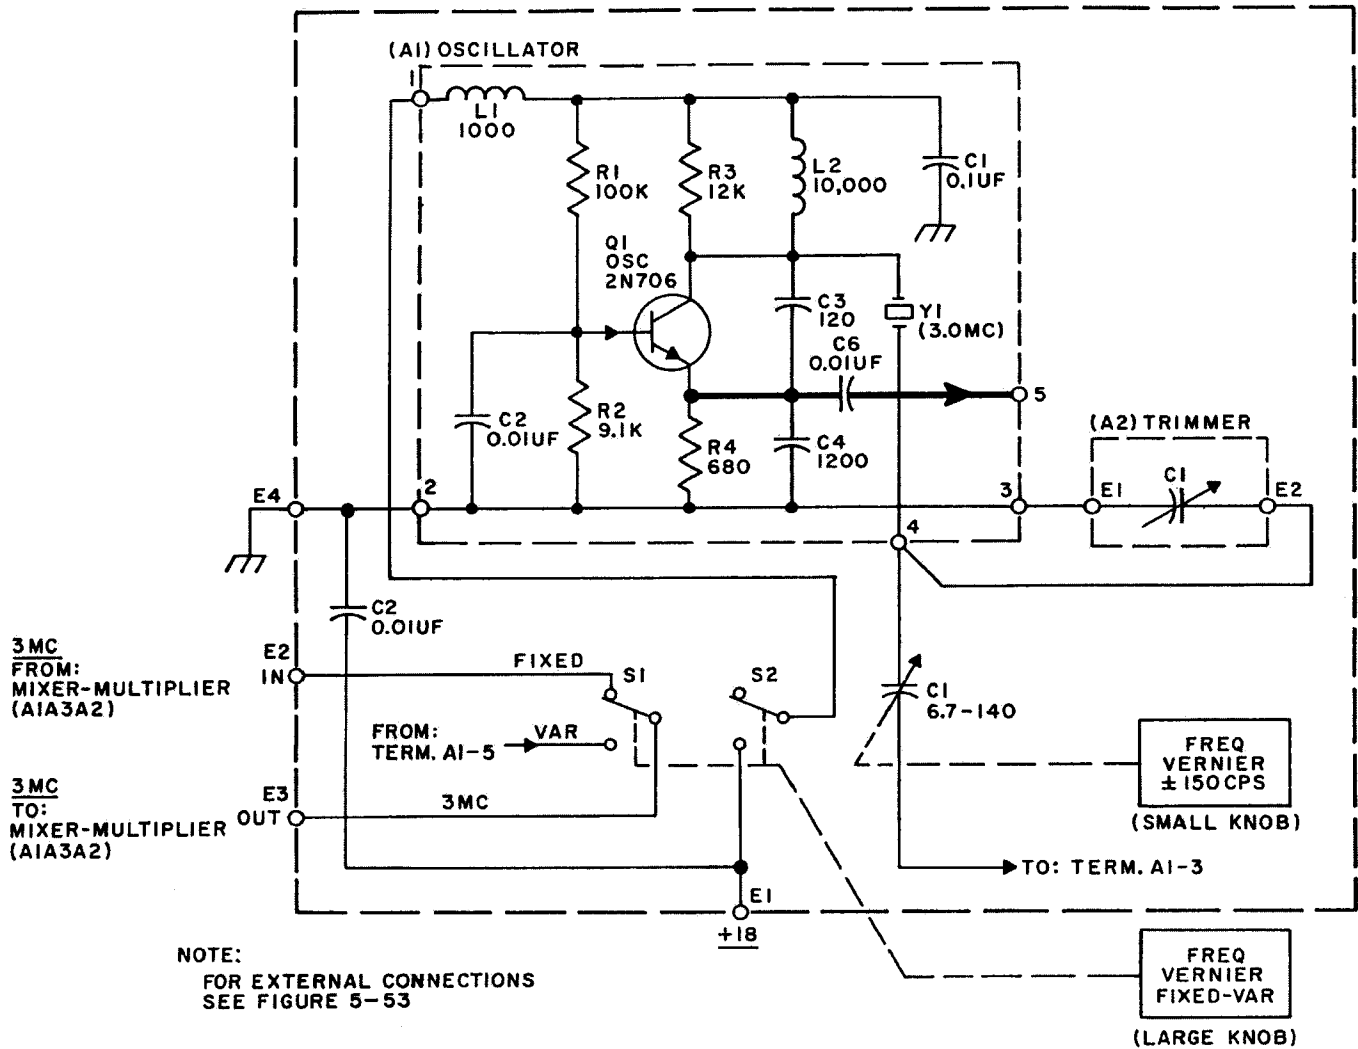 (A1) OSCILLATOR
1
L1
1000
R1
100K
R3
12K
L2
10,000
C1
0.1UF
Q1
OSC
2N706
C3
120
Y1
(3.0MC)
C6
0.01UF
5
C2
0.01UF
R2
9.1K
R4
680
C4
1200
(A2) TRIMMER
E4
2
3
E1
C1
E2
4
C2
0.01UF
3MC
FROM:
MIXER-MULTIPLIER
(A1A3A2)
E2
IN
FIXED
S1
S2
C1
6.7-140
FROM:
TERM. A1-5
VAR
FREQ
VERNIER
±150CPS
(SMALL KNOB)
3MC
TO:
MIXER-MULTIPLIER
(A1A3A2)
E3
OUT
3MC
TO: TERM. A1-3
E1
+18
NOTE:
FOR EXTERNAL CONNECTIONS
SEE FIGURE 5-53
FREQ
VERNIER
FIXED-VAR
(LARGE KNOB)